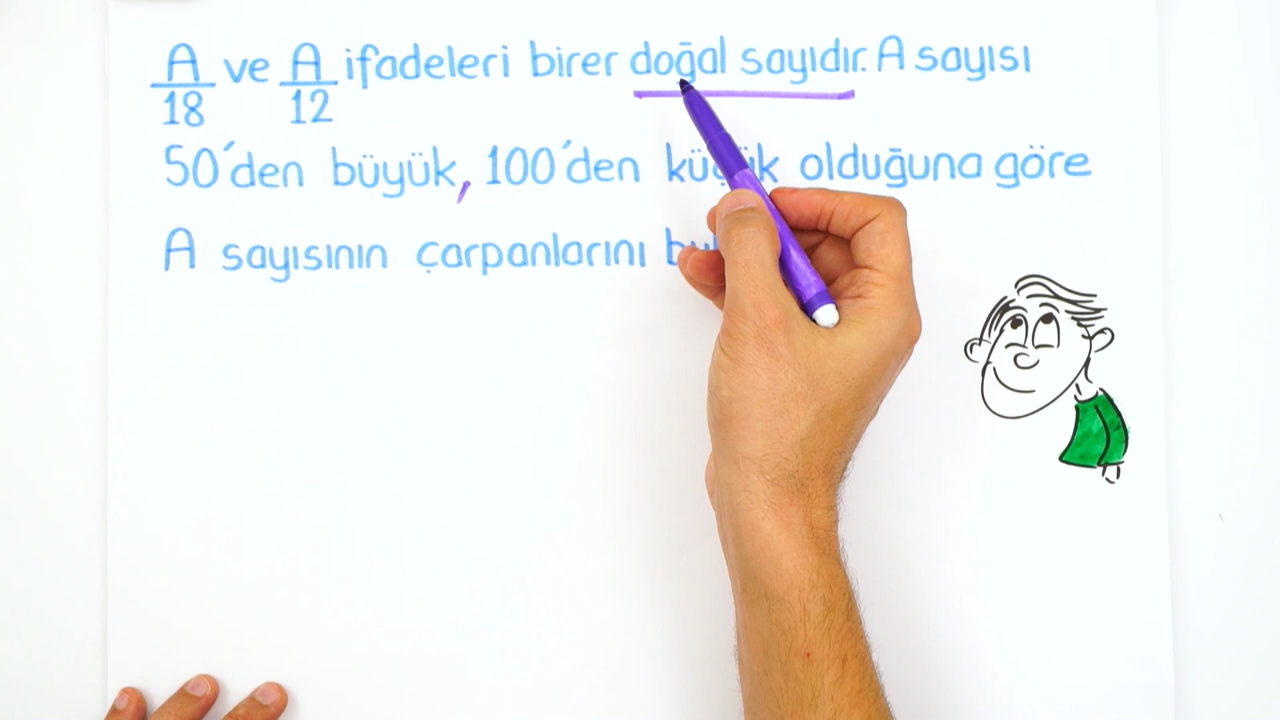 A/18 ve A/12 ifadeleri birer doğal sayıdır. A sayısı
50'den büyük, 100'den küçük olduğuna göre
A sayısının çarpanlarını